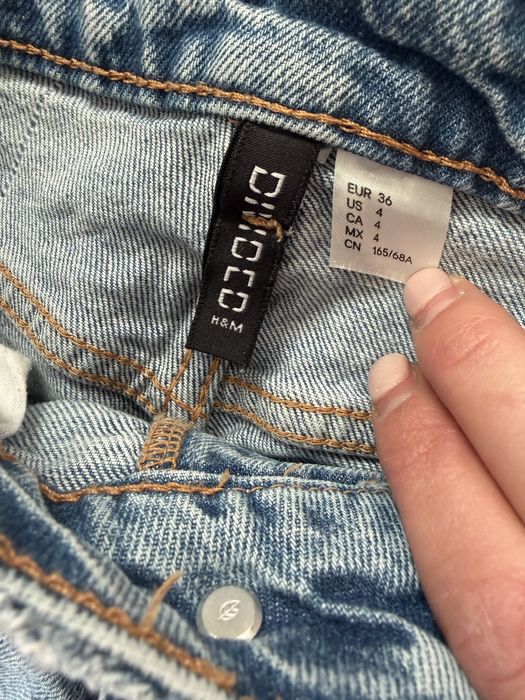 DIVIDED
H&M
EUR 36
US 4
CA 4
MX 4
CN 165/68A